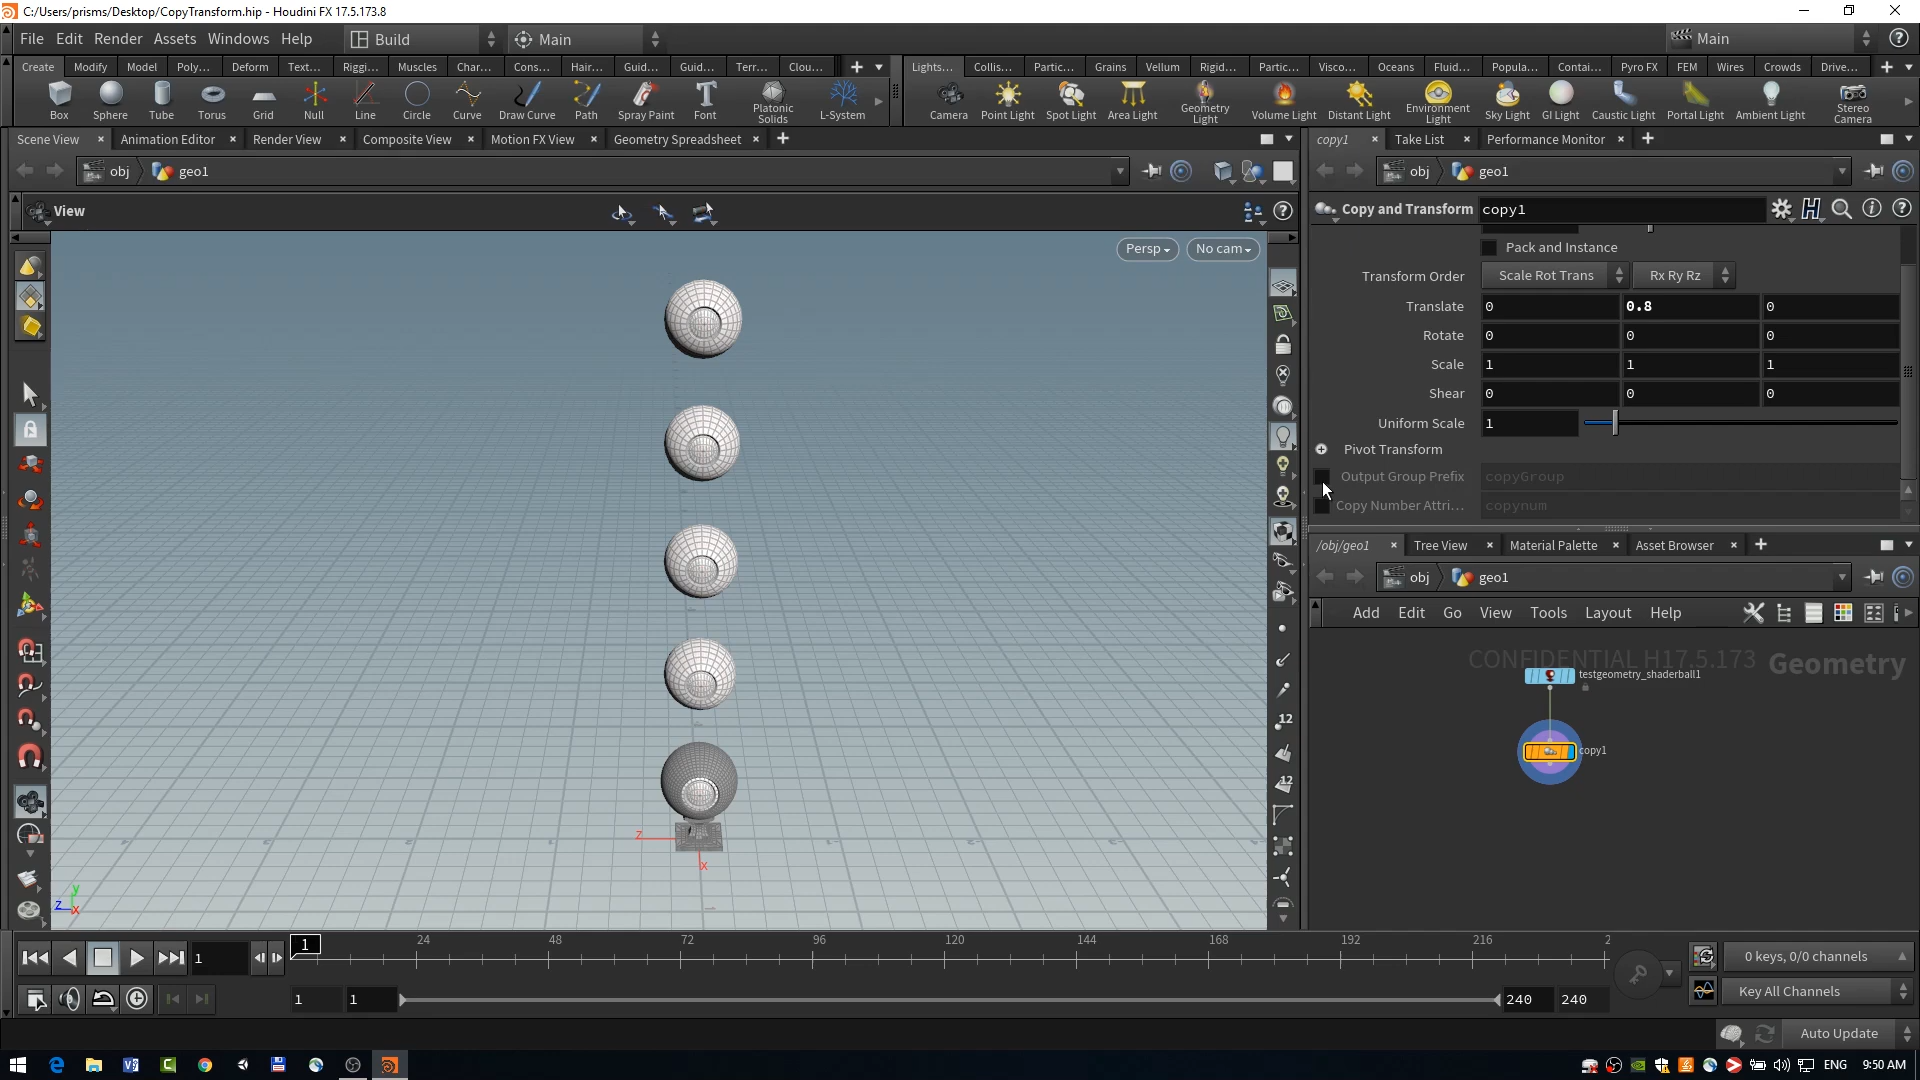 C:/Users/prisms/Desktop/CopyTransform.hip - Houdini FX 17.5.173.8
File Edit Render Assets Windows Help Build Main Main
Create Modify Model Poly... Deform Text... Riggi... Muscles Char... Cons... Hair... Guid... Guid... Terr... Clou...
Lights... Collis... Partic... Grains Vellum Rigid... Partic... Visco... Oceans Fluid... Popula... Contai... Pyro FX FEM Wires Crowds Drive...
Box Sphere Tube Torus Grid Null Line Circle Curve Draw Curve Path Spray Paint Font Platonic Solids L-System
Camera Point Light Spot Light Area Light Geometry Light Volume Light Distant Light Environment Light Sky Light GI Light Caustic Light Portal Light Ambient Light Stereo Camera
Scene View Animation Editor Render View Composite View Motion FX View Geometry Spreadsheet
copy1 Take List Performance Monitor
obj geo1
obj geo1
View
Copy and Transform copy1
Persp No cam
Pack and Instance
Transform Order Scale Rot Trans Rx Ry Rz
Translate 0 0.8 0
Rotate 0 0 0
Scale 1 1 1
Shear 0 0 0
Uniform Scale 1
Pivot Transform
Output Group Prefix copyGroup
Copy Number Attri... copynum
/obj/geo1 Tree View Material Palette Asset Browser
obj geo1
Add Edit Go View Tools Layout Help
CONFIDENTIAL H17.5.173 Geometry
testgeometry_shaderball1
copy1
12
12
z
x
y
z
x
1 24 48 72 96 120 144 168 192 216 2
1
1 1 240 240
0 keys, 0/0 channels
Key All Channels
Auto Update
ENG 9:50 AM